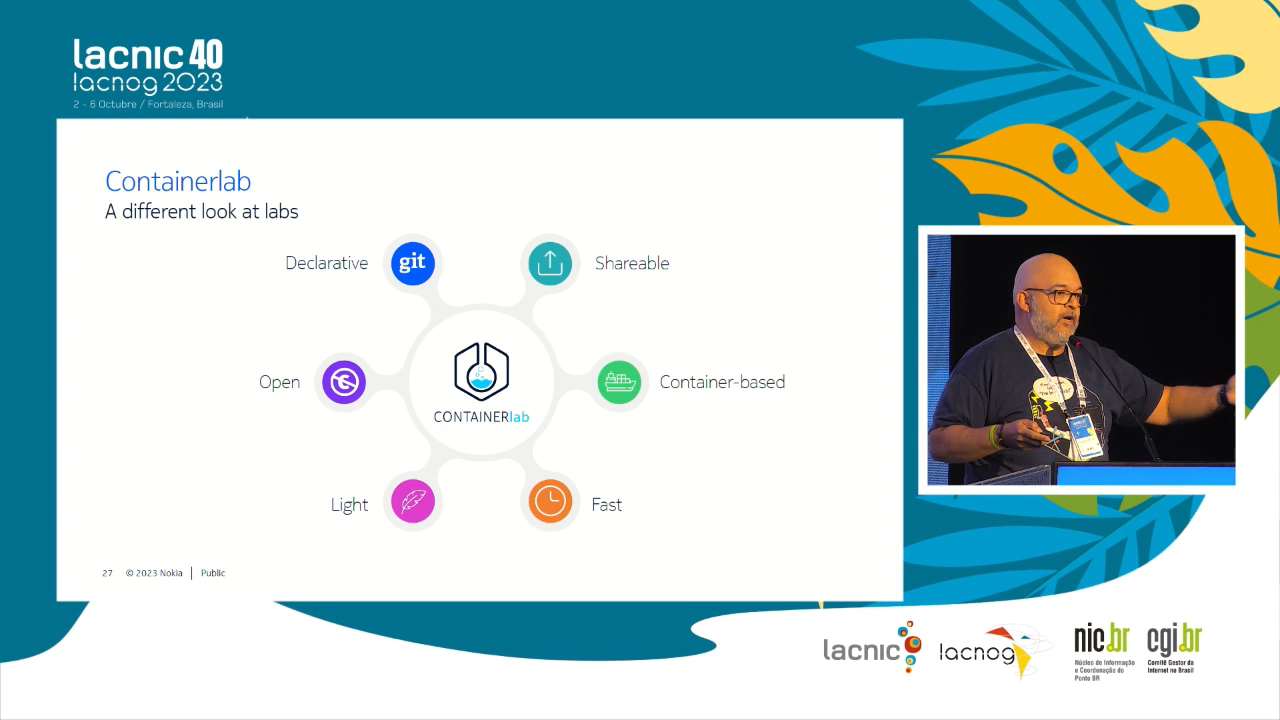 lacnic 40
lacnog 2023
2 - 6 Octubre / Fortaleza, Brasil
Containerlab
A different look at labs
Declarative
git
Shareable
Open
CONTAINERlab
Container-based
Light
Fast
27 © 2023 Nokia | Public
lacnic
lacnog
nic.br
Núcleo de Informação
e Coordenação do
Ponto BR
cgi.br
Comitê Gestor da
Internet no Brasil